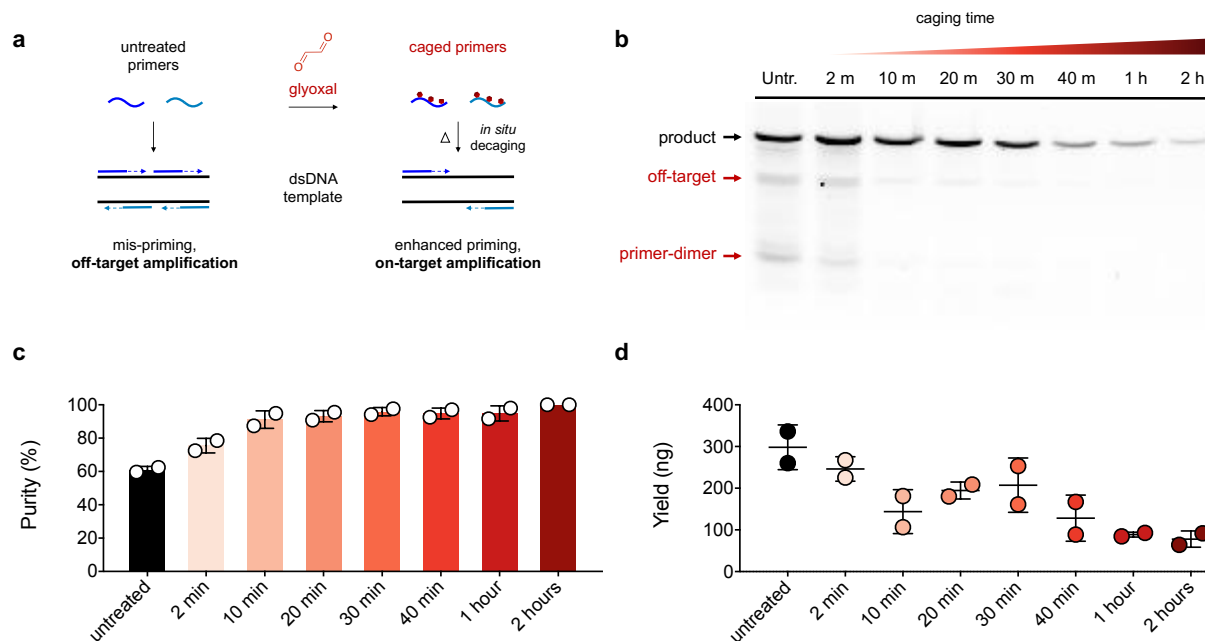 a
untreated
primers
glyoxal
caged primers
O
O
Δ
in situ
decaging
dsDNA
template
mis-priming,
off-target amplification
enhanced priming,
on-target amplification
b
caging time
Untr. 2 m 10 m 20 m 30 m 40 m 1 h 2 h
product
off-target
primer-dimer
c
Purity (%)
100
80
60
40
20
0
untreated
2 min
10 min
20 min
30 min
40 min
1 hour
2 hours
d
Yield (ng)
400
300
200
100
0
untreated
2 min
10 min
20 min
30 min
40 min
1 hour
2 hours